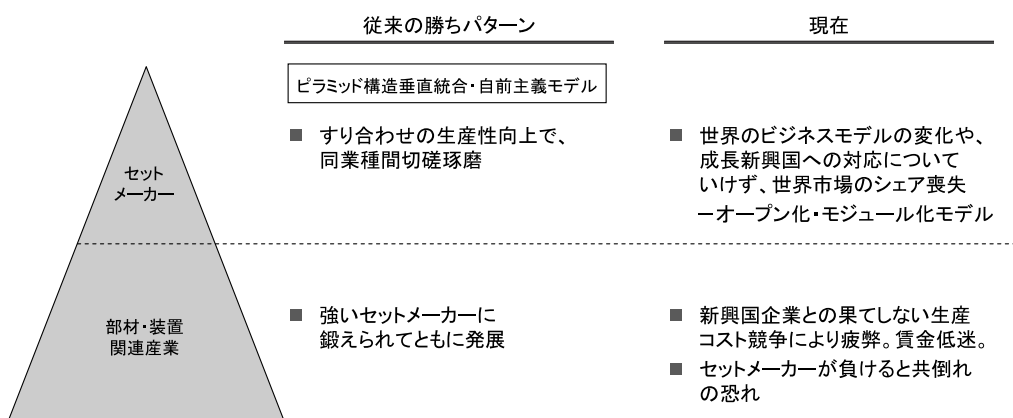 従来の勝ちパターン
現在
ピラミッド構造垂直統合・自前主義モデル
セット
メーカー
■ すり合わせの生産性向上で、
同業種間切磋琢磨
■ 世界のビジネスモデルの変化や、
成長新興国への対応について
いけず、世界市場のシェア喪失
－オープン化・モジュール化モデル
部材・装置
関連産業
■ 強いセットメーカーに
鍛えられてともに発展
■ 新興国企業との果てしない生産
コスト競争により疲弊。賃金低迷。
■ セットメーカーが負けると共倒れ
の恐れ